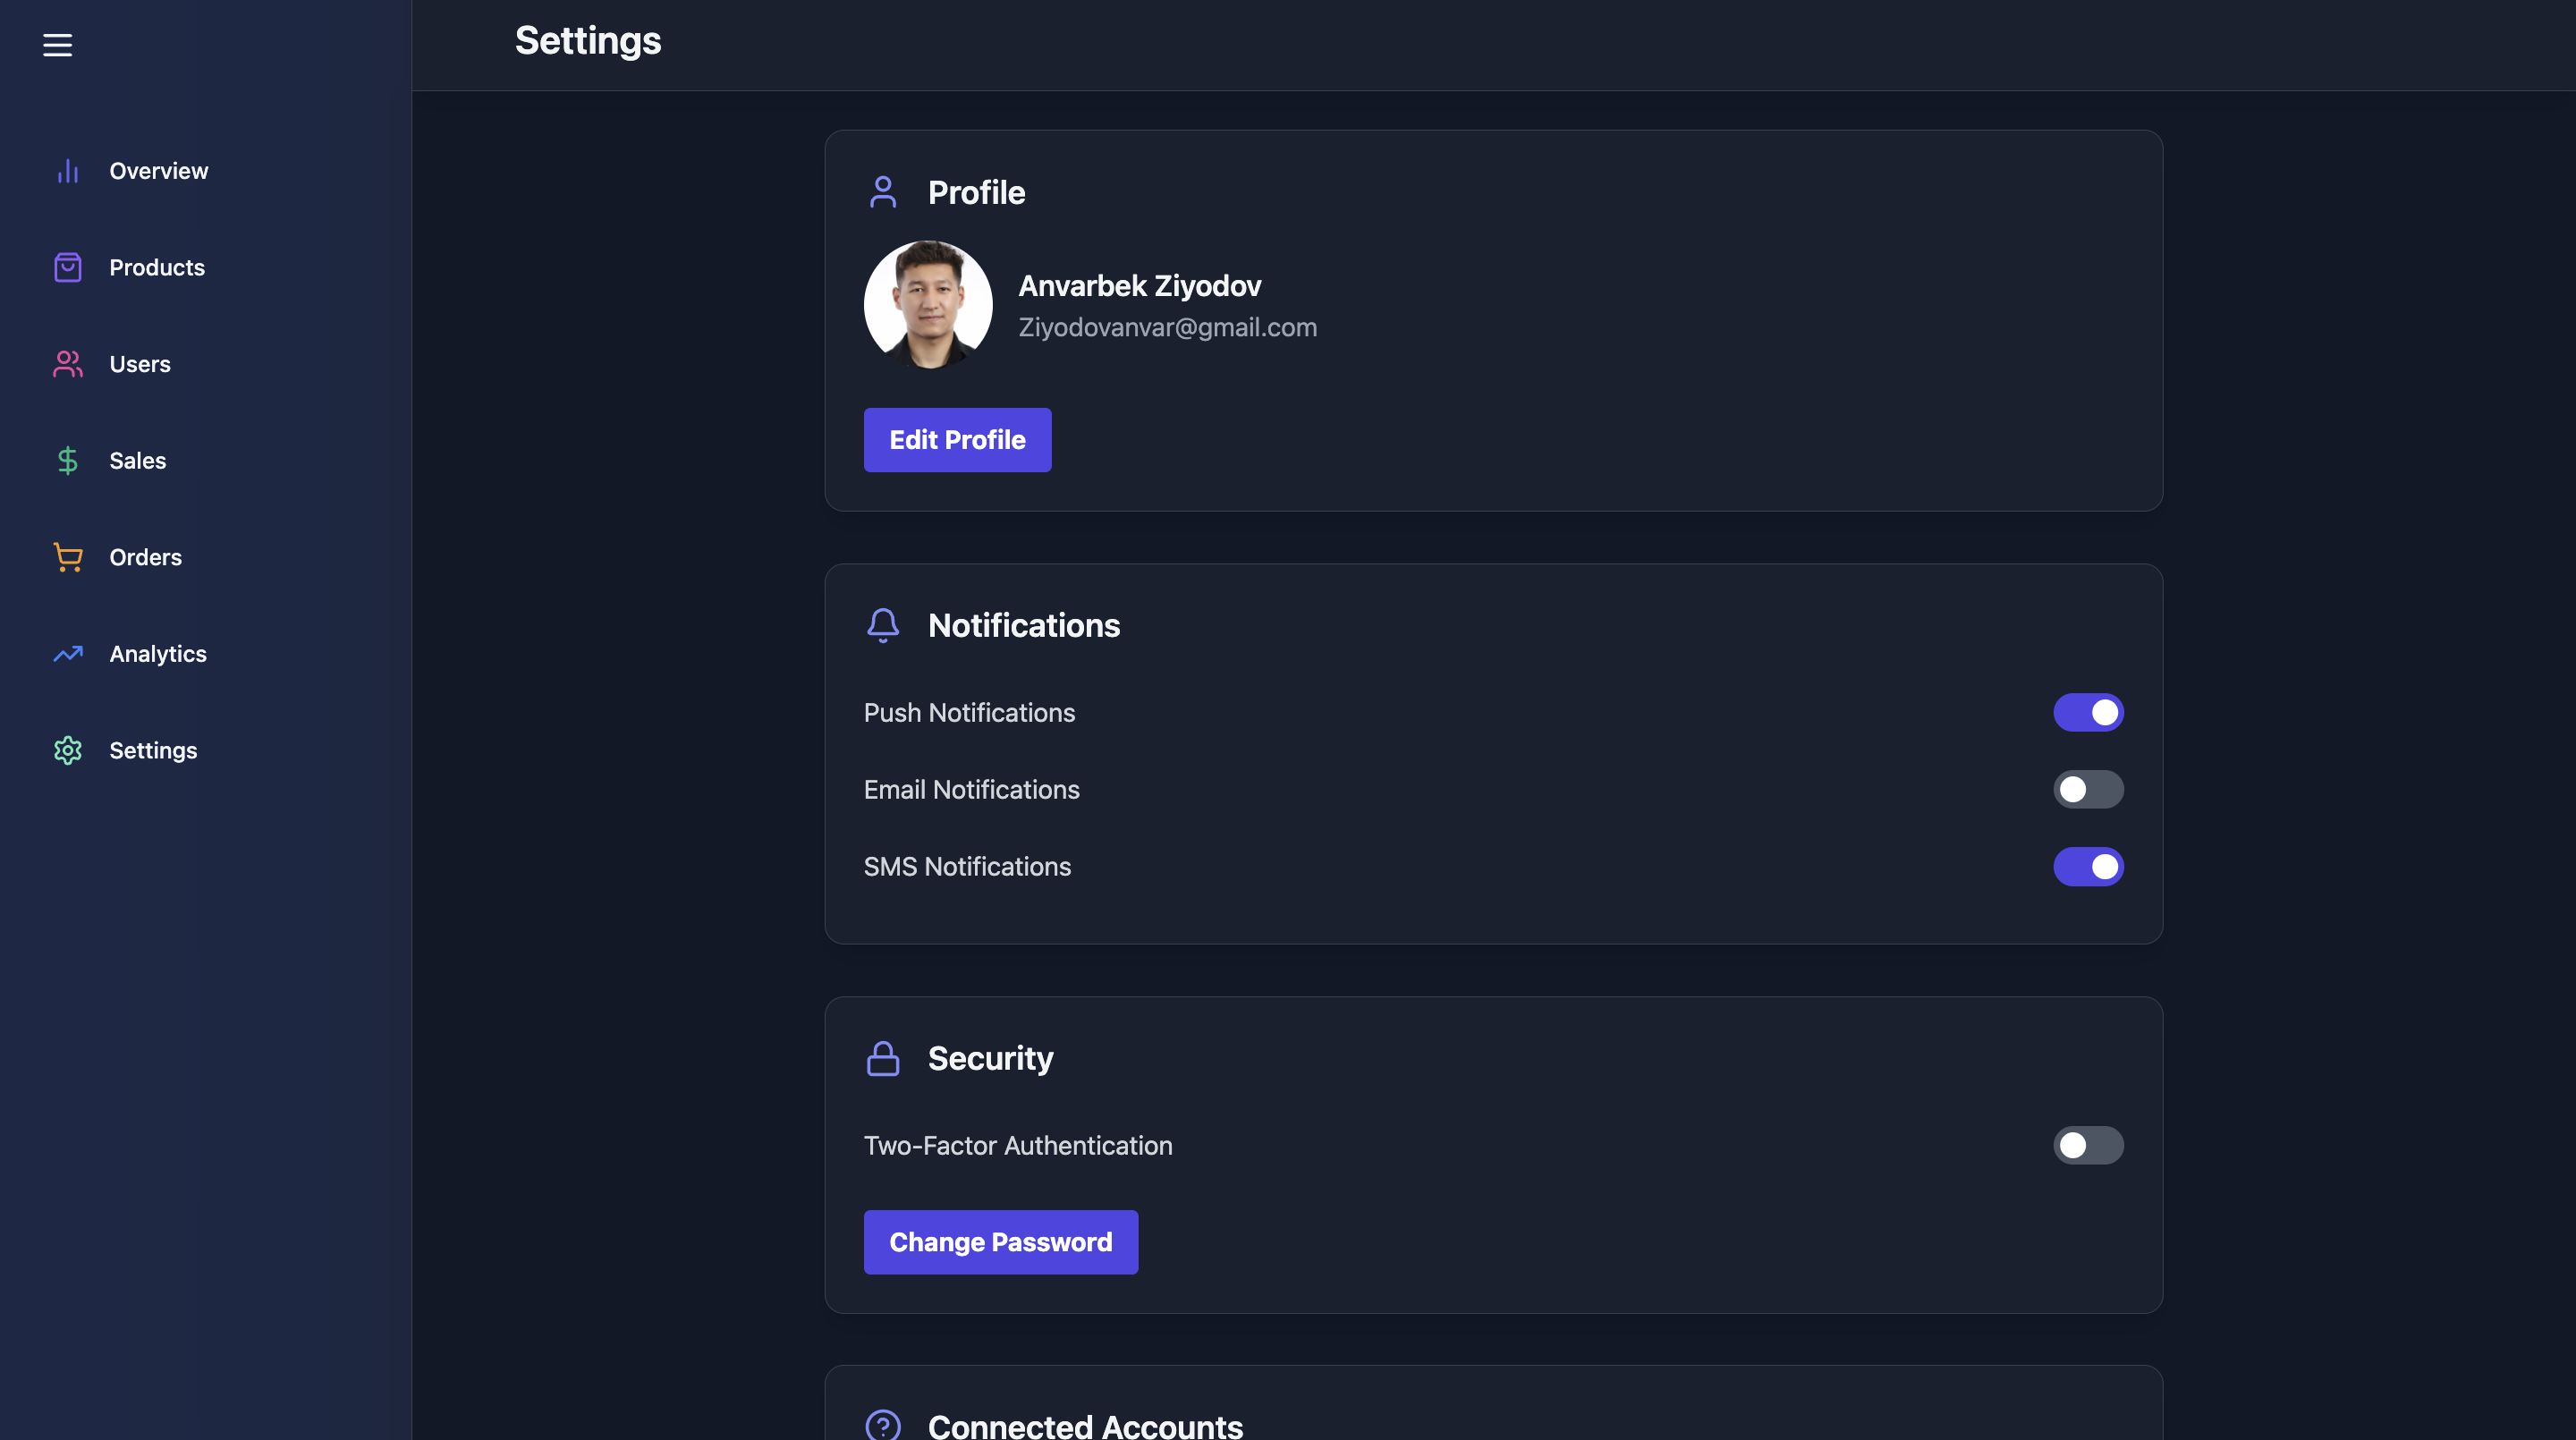 Settings
Overview
Products
Users
Sales
Orders
Analytics
Settings
Profile
Anvarbek Ziyodov
Ziyodovanvar@gmail.com
Edit Profile
Notifications
Push Notifications
Email Notifications
SMS Notifications
Security
Two-Factor Authentication
Change Password
Connected Accounts